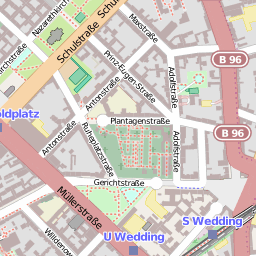 Nazarethkirch
Schu
Schulstraße
Maxstraße
Prinz-Eugen-Straße
B 96
Adolfstraße
Antonstraße
oldplatz
Plantagenstraße
B 96
Antonstraße
Ruheplatzstraße
Adolfstraße
Gerichtstraße
Müllerstraße
S Wedding
U Wedding